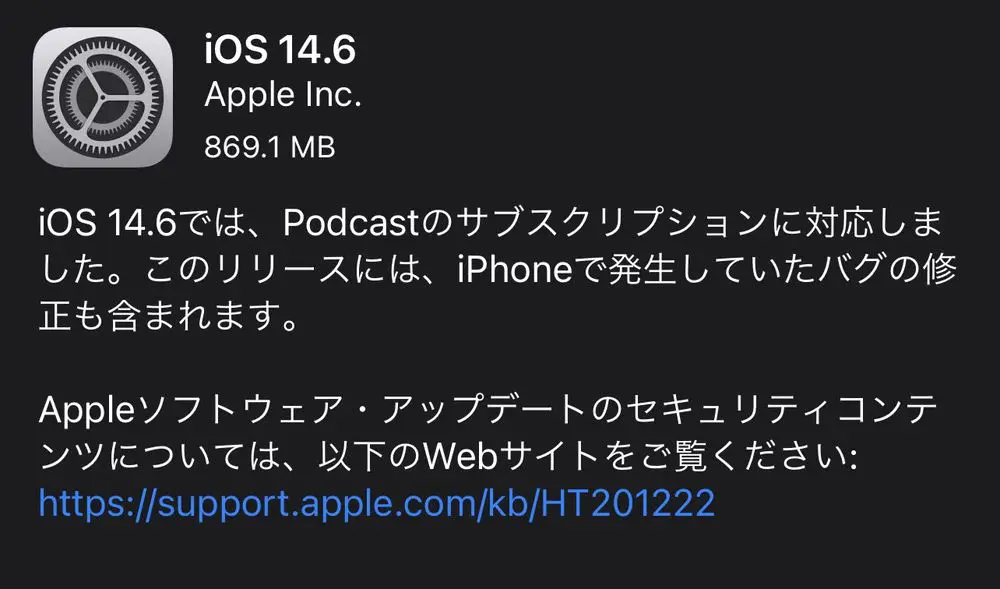 iOS 14.6
Apple Inc.
869.1 MB
iOS 14.6では、Podcastのサブスクリプションに対応しま
した。このリリースには、iPhoneで発生していたバグの修
正も含まれます。
Appleソフトウェア・アップデートのセキュリティコンテ
ンツについては、以下のWebサイトをご覧ください:
https://support.apple.com/kb/HT201222